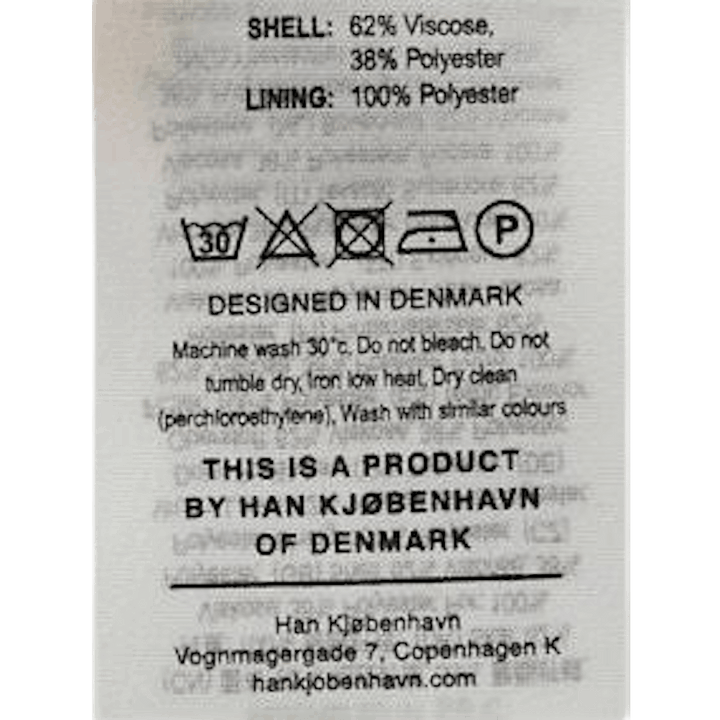 SHELL: 62% Viscose,
38% Polyester
LINING: 100% Polyester
30
P
DESIGNED IN DENMARK
Machine wash 30°c, Do not bleach, Do not
tumble dry, Iron low heat, Dry clean
(perchloroethylene), Wash with similar colours
THIS IS A PRODUCT
BY HAN KJØBENHAVN
OF DENMARK
Han Kjøbenhavn
Vognmagergade 7, Copenhagen K
hankjobenhavn.com